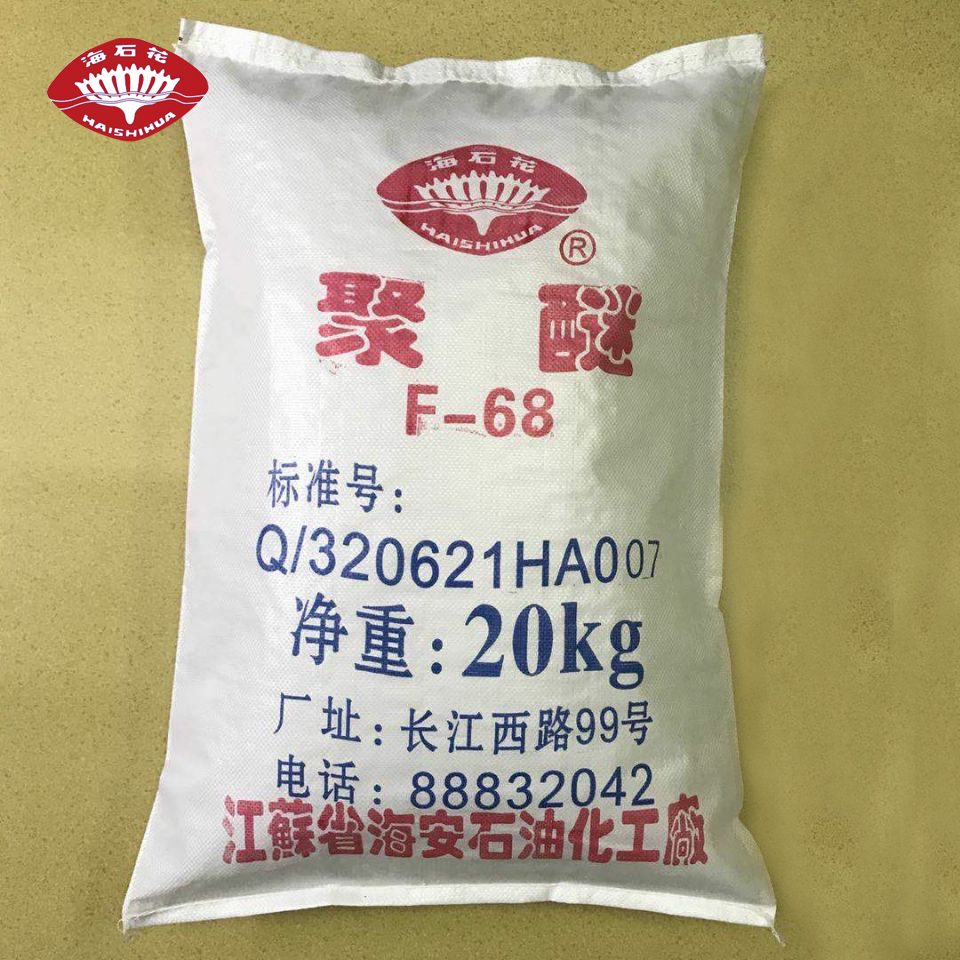 海石花
HAISHIHUA
海石花
HAISHIHUA
®
聚 醚
F-68
标准号:
Q/320621HA007
净重:20kg
厂址:长江西路99号
电话:88832042
江蘇省海安石油化工廠